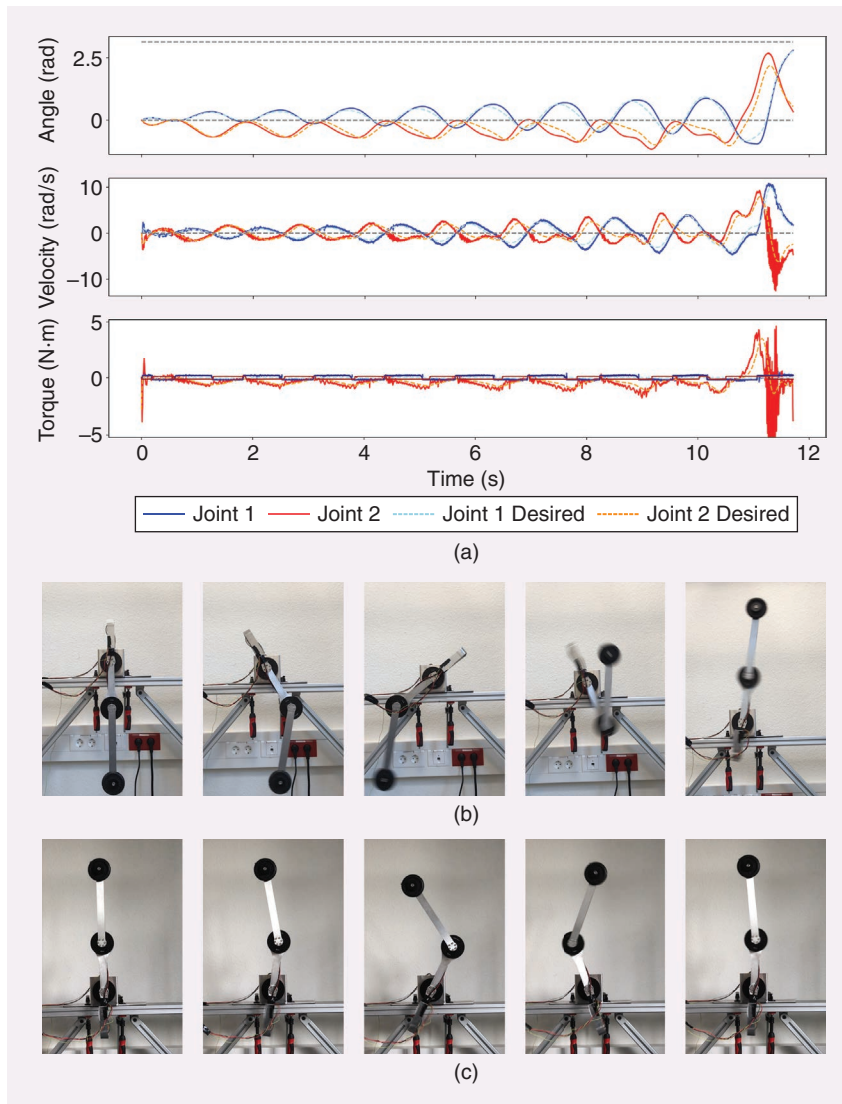 Angle (rad)
2.5
0
Velocity (rad/s)
10
0
−10
Torque (N·m)
5
0
−5
0 2 4 6 8 10 12
Time (s)
Joint 1 Joint 2 Joint 1 Desired Joint 2 Desired
(a)
(b)
(c)